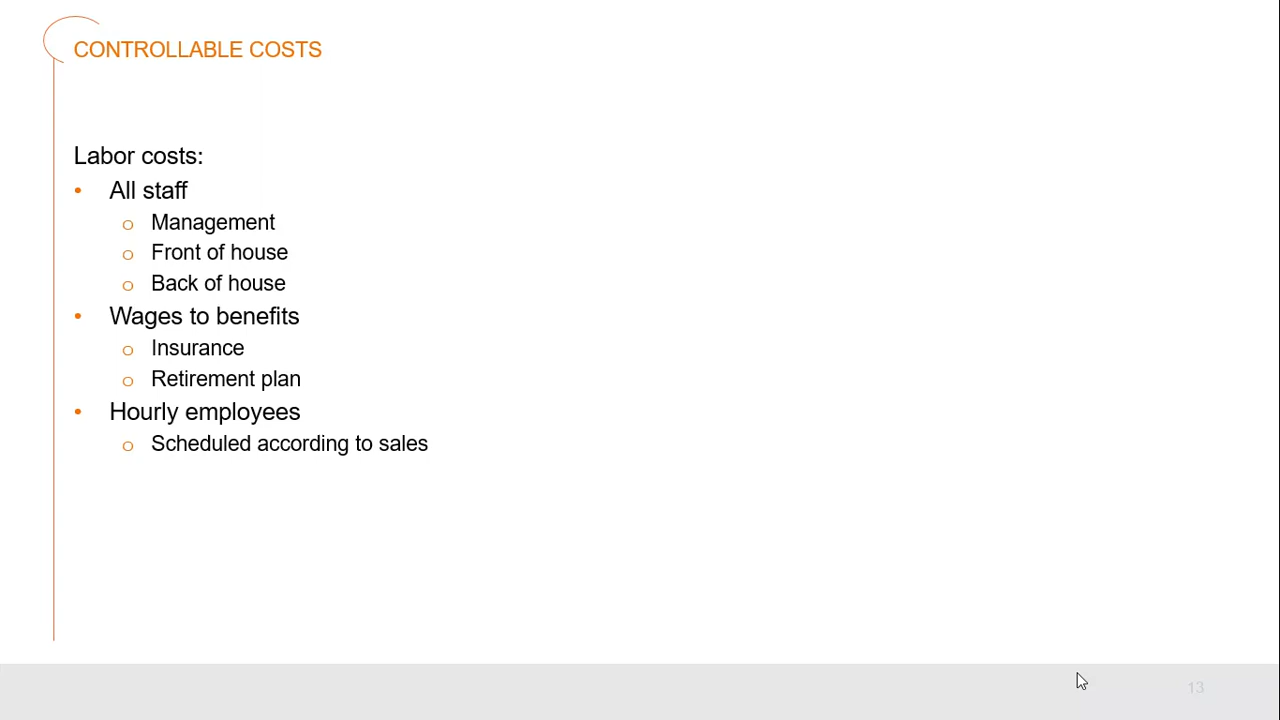 CONTROLLABLE COSTS
Labor costs:
• All staff
o Management
o Front of house
o Back of house
• Wages to benefits
o Insurance
o Retirement plan
• Hourly employees
o Scheduled according to sales
13